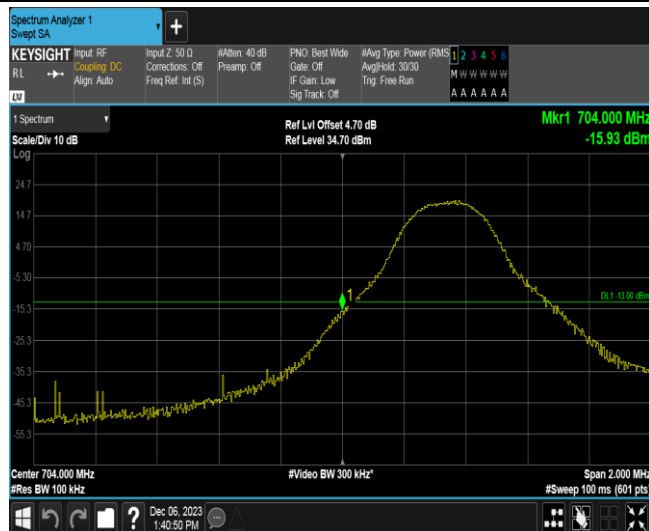 Spectrum Analyzer 1
Swept SA
+
KEYSIGHT
RL
Input: RF
Coupling: DC
Align: Auto
Input Z: 50 Ω
Corrections: Off
Freq Ref: Int (S)
#Atten: 40 dB
Preamp: Off
PNO: Best Wide
Gate: Off
IF Gain: Low
Sig Track: Off
#Avg Type: Power (RMS
Avg|Hold: 30/30
Trig: Free Run
1 2 3 4 5 6
M W W W W W
A A A A A A
1 Spectrum
Scale/Div 10 dB
Log
Ref Lvl Offset 4.70 dB
Ref Level 34.70 dBm
Mkr1 704.000 MHz
-15.93 dBm
24.7
14.7
4.70
-5.30
1
DL1 -13.00 dBm
-15.3
-25.3
-35.3
-45.3
-55.3
Center 704.000 MHz
#Video BW 300 kHz*
Span 2.000 MHz
#Res BW 100 kHz
#Sweep 100 ms (601 pts)
?
Dec 06, 2023
1:40:50 PM